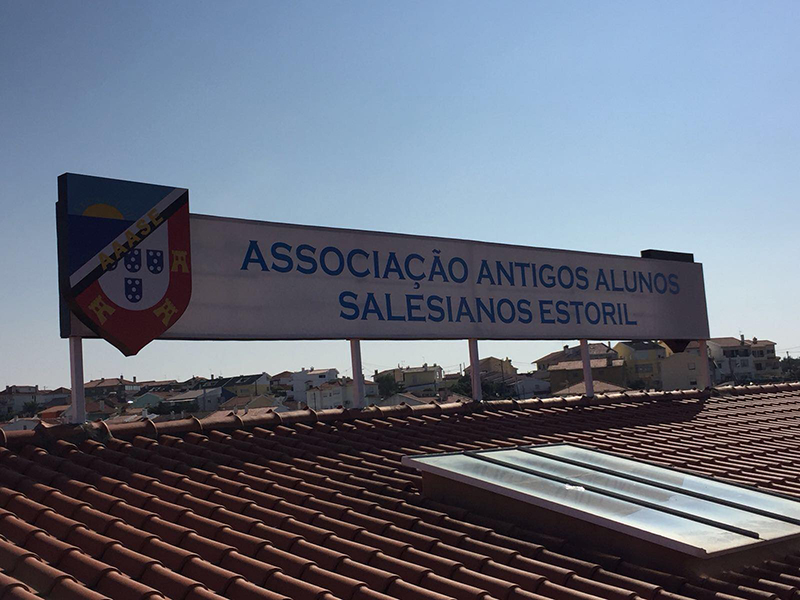 AAASE
ASSOCIAÇÃO ANTIGOS ALUNOS
SALESIANOS ESTORIL